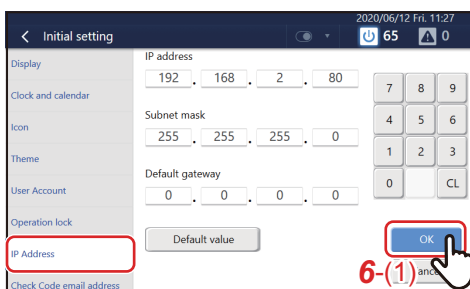 2020/06/12 Fri. 11:27
Initial setting
65
0
Display
Clock and calendar
Icon
Theme
User Account
Operation lock
IP Address
Check Code email address
IP address
192 . 168 . 2 . 80
Subnet mask
255 . 255 . 255 . 0
Default gateway
0 . 0 . 0 . 0
Default value
7 8 9
4 5 6
1 2 3
0 CL
OK
6-(1)